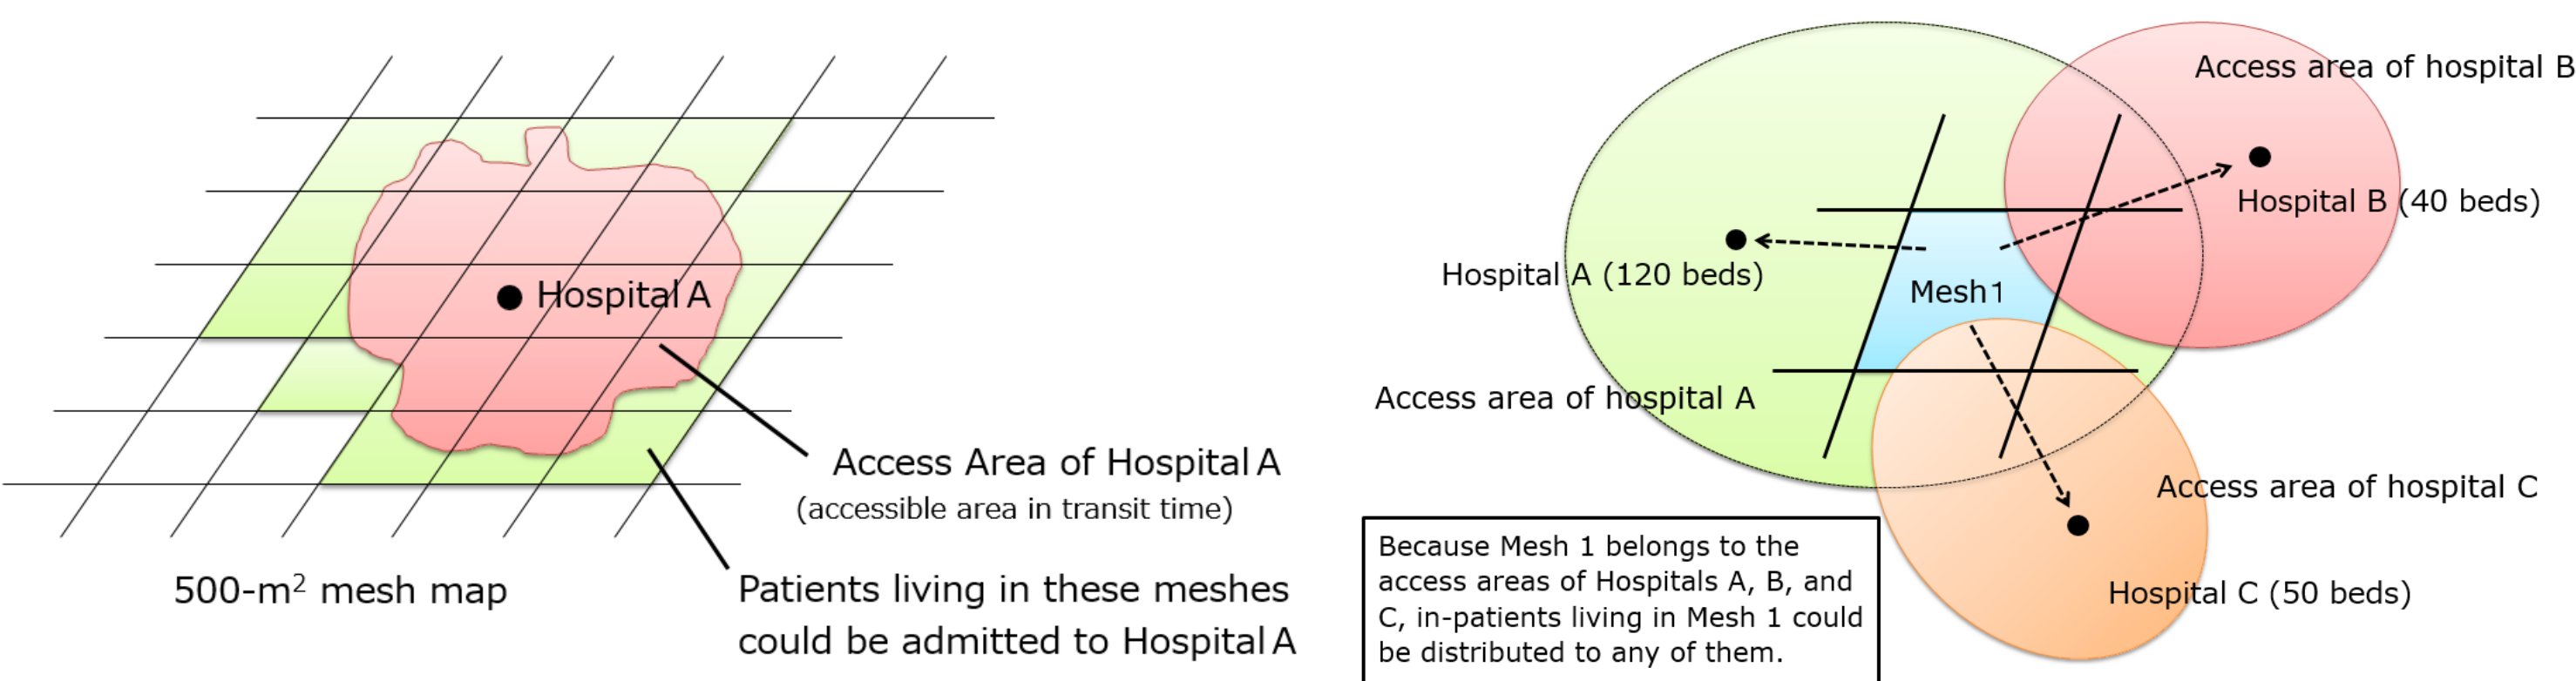 Hospital A
Access Area of Hospital A
(accessible area in transit time)
500-m² mesh map
Patients living in these meshes
could be admitted to Hospital A
Access area of hospital B
Hospital B (40 beds)
Hospital A (120 beds)
Mesh1
Access area of hospital A
Access area of hospital C
Hospital C (50 beds)
Because Mesh 1 belongs to the
access areas of Hospitals A, B, and
C, in-patients living in Mesh 1 could
be distributed to any of them.